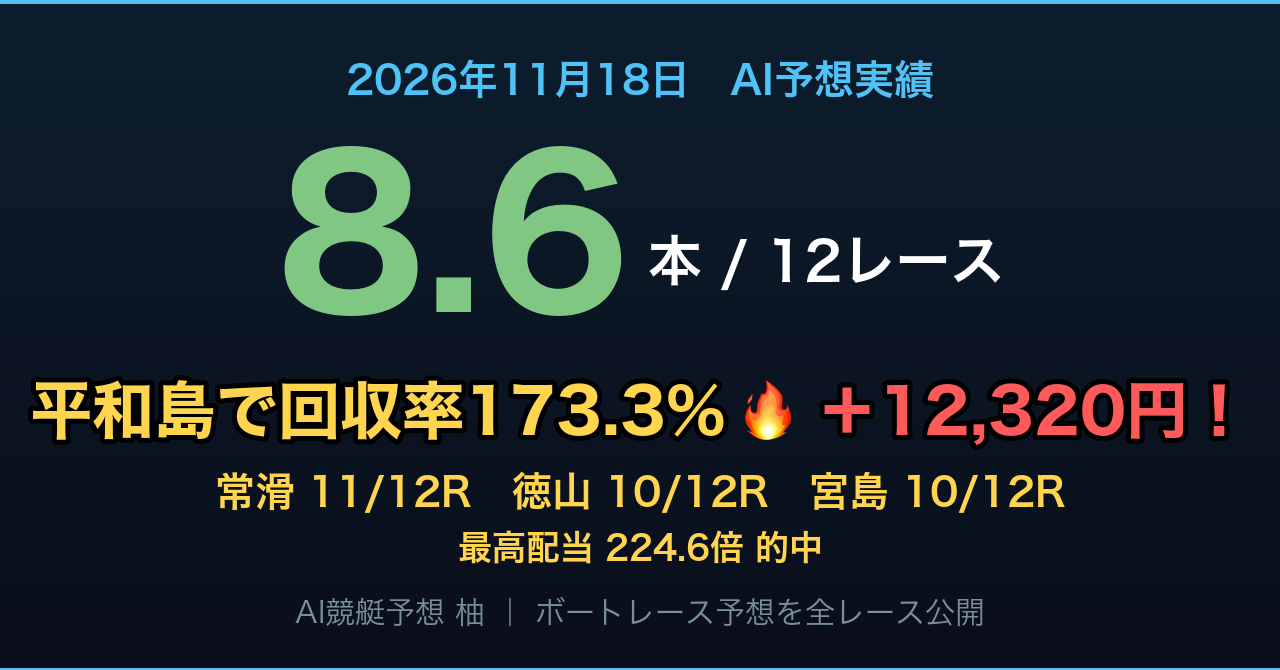 2026年11月18日　AI予想実績
8.6 本 / 12レース
平和島で回収率173.3%🔥 +12,320円！
常滑 11/12R　徳山 10/12R　宮島 10/12R
最高配当 224.6倍 的中
AI競艇予想 柚 ｜ ボートレース予想を全レース公開